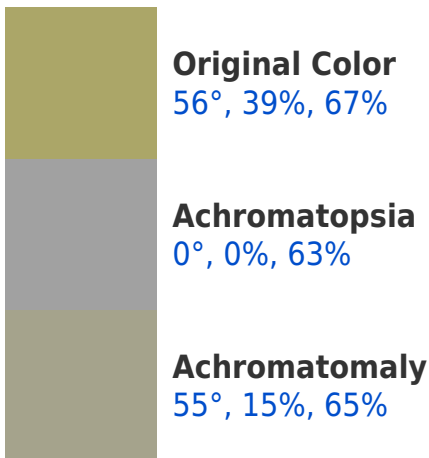 Original Color
56°, 39%, 67%
Achromatopsia
0°, 0%, 63%
Achromatomaly
55°, 15%, 65%